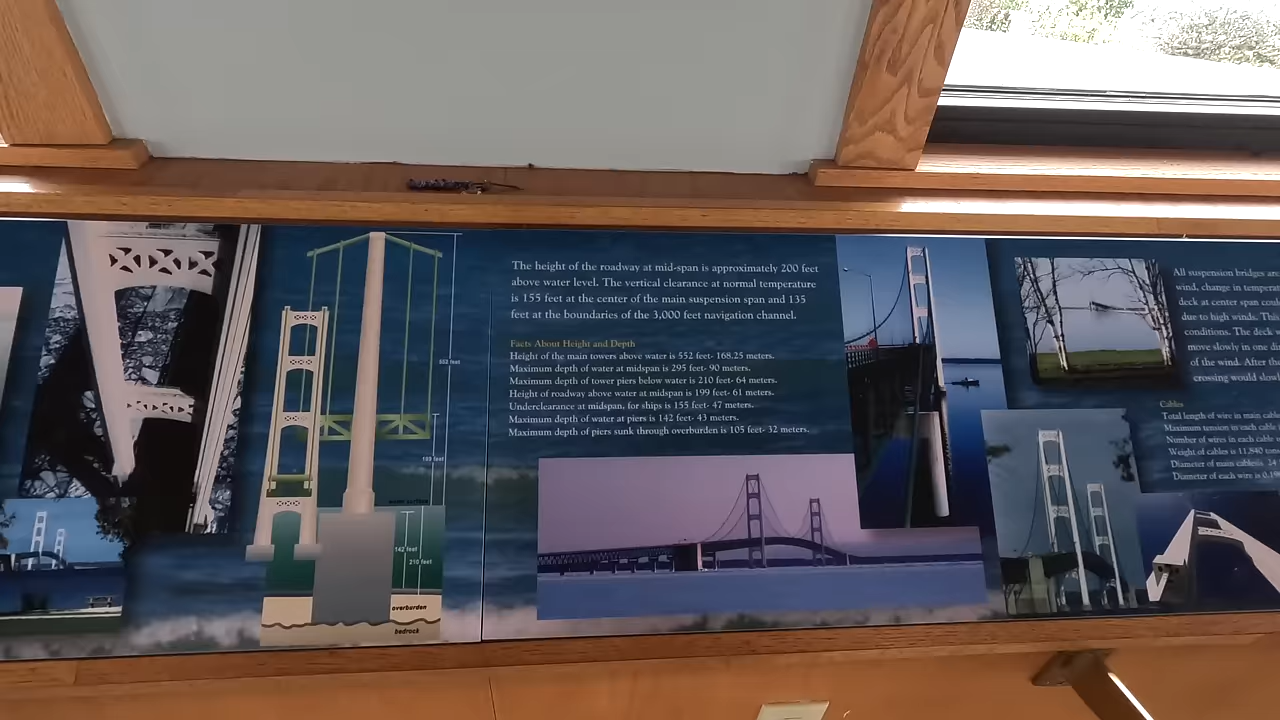 552 feet
199 feet
water surface
142 feet
210 feet
overburden
bedrock
The height of the roadway at mid-span is approximately 200 feet
above water level. The vertical clearance at normal temperature
is 155 feet at the center of the main suspension span and 135
feet at the boundaries of the 3,000 feet navigation channel.
Facts About Height and Depth
Height of the main towers above water is 552 feet- 168.25 meters.
Maximum depth of water at midspan is 295 feet- 90 meters.
Maximum depth of tower piers below water is 210 feet- 64 meters.
Height of roadway above water at midspan is 199 feet- 61 meters.
Underclearance at midspan, for ships is 155 feet- 47 meters.
Maximum depth of water at piers is 142 feet- 43 meters.
Maximum depth of piers sunk through overburden is 105 feet- 32 meters.
All suspension bridges are
wind, change in temperat
deck at center span coul
due to high winds. This
conditions. The deck w
move slowly in one di
of the wind. After th
crossing would slow
Cables
Total length of wire in main cabl
Maximum tension in each cable
Number of wires in each cable
Weight of cables is 11,840 tons
Diameter of main cables is 24
Diameter of each wire is 0.19